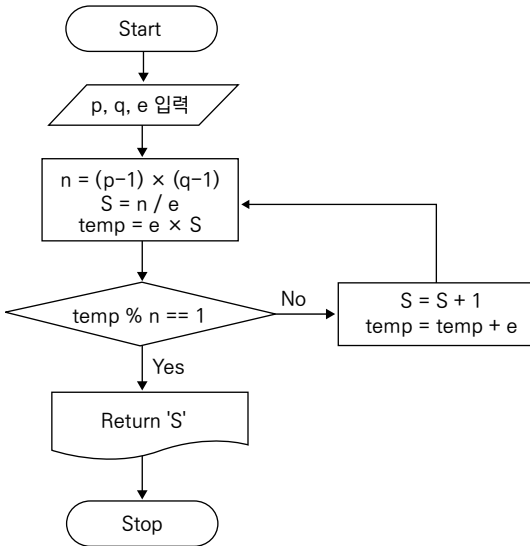 Start
p, q, e 입력
n = (p−1) × (q−1)
S = n / e
temp = e × S
temp % n == 1
No
S = S + 1
temp = temp + e
Yes
Return 'S'
Stop